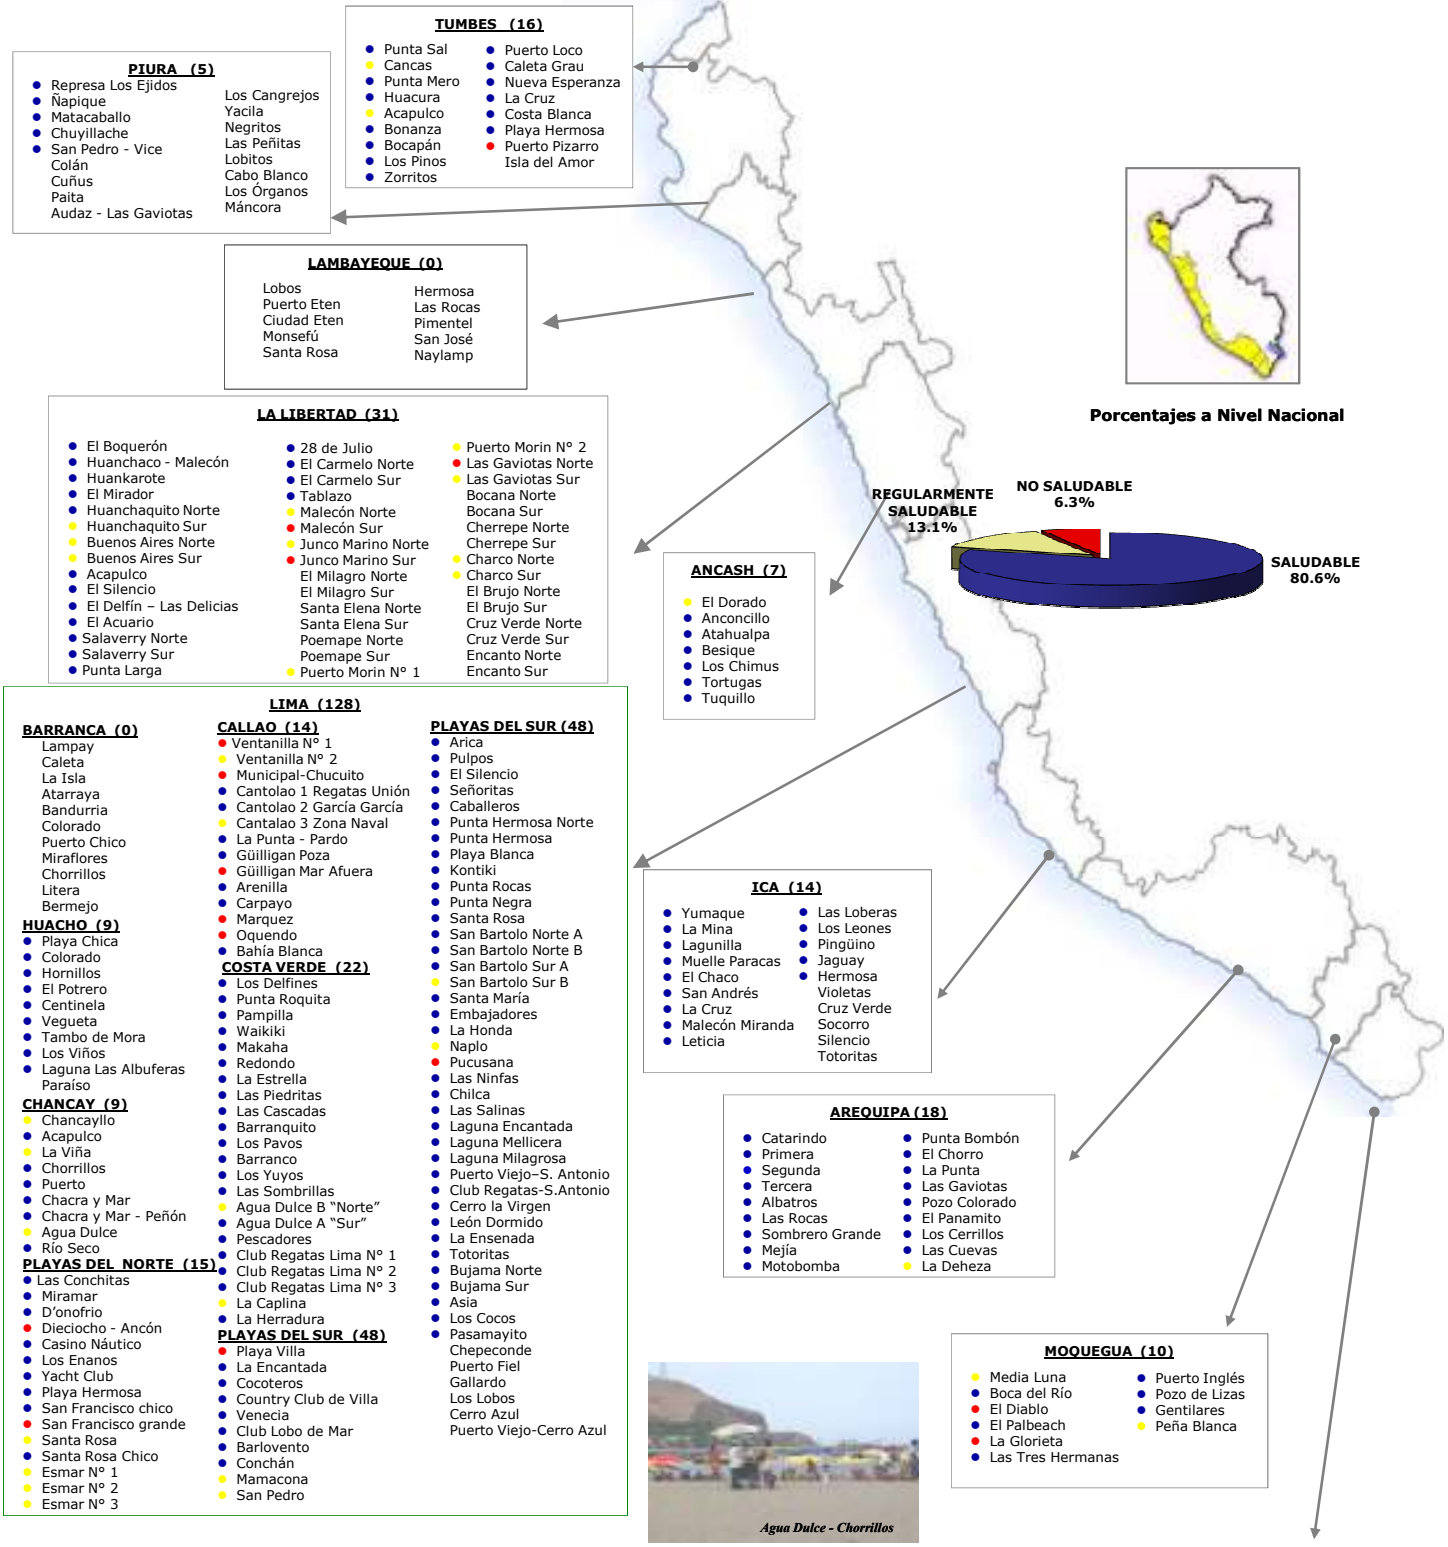 TUMBES (16)
Punta Sal
Cancas
Punta Mero
Huacura
Acapulco
Bonanza
Bocapán
Los Pinos
Zorritos
Puerto Loco
Caleta Grau
Nueva Esperanza
La Cruz
Costa Blanca
Playa Hermosa
Puerto Pizarro
Isla del Amor
PIURA (5)
Represa Los Ejidos
Ñapique
Matacaballo
Chuyillache
San Pedro - Vice
Colán
Cuñus
Paita
Audaz - Las Gaviotas
Los Cangrejos
Yacila
Negritos
Las Peñitas
Lobitos
Cabo Blanco
Los Órganos
Máncora
LAMBAYEQUE (0)
Lobos
Puerto Eten
Ciudad Eten
Monsefú
Santa Rosa
Hermosa
Las Rocas
Pimentel
San José
Naylamp
LA LIBERTAD (31)
El Boquerón
Huanchaco - Malecón
Huankarote
El Mirador
Huanchaquito Norte
Huanchaquito Sur
Buenos Aires Norte
Buenos Aires Sur
Acapulco
El Silencio
El Delfín – Las Delicias
El Acuario
Salaverry Norte
Salaverry Sur
Punta Larga
28 de Julio
El Carmelo Norte
El Carmelo Sur
Tablazo
Malecón Norte
Malecón Sur
Junco Marino Norte
Junco Marino Sur
El Milagro Norte
El Milagro Sur
Santa Elena Norte
Santa Elena Sur
Poemape Norte
Poemape Sur
Puerto Morin N° 1
Puerto Morin N° 2
Las Gaviotas Norte
Las Gaviotas Sur
Bocana Norte
Bocana Sur
Cherrepe Norte
Cherrepe Sur
Charco Norte
Charco Sur
El Brujo Norte
El Brujo Sur
Cruz Verde Norte
Cruz Verde Sur
Encanto Norte
Encanto Sur
Porcentajes a Nivel Nacional
REGULARMENTE
SALUDABLE
13.1%
NO SALUDABLE
6.3%
SALUDABLE
80.6%
ANCASH (7)
El Dorado
Anconcillo
Atahualpa
Besique
Los Chimus
Tortugas
Tuquillo
LIMA (128)
BARRANCA (0)
Lampay
Caleta
La Isla
Atarraya
Bandurria
Colorado
Puerto Chico
Miraflores
Chorrillos
Litera
Bermejo
HUACHO (9)
Playa Chica
Colorado
Hornillos
El Potrero
Centinela
Vegueta
Tambo de Mora
Los Viños
Laguna Las Albuferas
Paraíso
CHANCAY (9)
Chancayllo
Acapulco
La Viña
Chorrillos
Puerto
Chacra y Mar
Chacra y Mar - Peñón
Agua Dulce
Río Seco
PLAYAS DEL NORTE (15)
Las Conchitas
Miramar
D’onofrio
Dieciocho - Ancón
Casino Náutico
Los Enanos
Yacht Club
Playa Hermosa
San Francisco chico
San Francisco grande
Santa Rosa
Santa Rosa Chico
Esmar N° 1
Esmar N° 2
Esmar N° 3
CALLAO (14)
Ventanilla N° 1
Ventanilla N° 2
Municipal-Chucuito
Cantolao 1 Regatas Unión
Cantolao 2 García García
Cantalao 3 Zona Naval
La Punta - Pardo
Güilligan Poza
Güilligan Mar Afuera
Arenilla
Carpayo
Marquez
Oquendo
Bahía Blanca
COSTA VERDE (22)
Los Delfines
Punta Roquita
Pampilla
Waikiki
Makaha
Redondo
La Estrella
Las Piedritas
Las Cascadas
Barranquito
Los Pavos
Barranco
Los Yuyos
Las Sombrillas
Agua Dulce B “Norte”
Agua Dulce A “Sur”
Pescadores
Club Regatas Lima N° 1
Club Regatas Lima N° 2
Club Regatas Lima N° 3
La Caplina
La Herradura
PLAYAS DEL SUR (48)
Playa Villa
La Encantada
Cocoteros
Country Club de Villa
Venecia
Club Lobo de Mar
Barlovento
Conchán
Mamacona
San Pedro
PLAYAS DEL SUR (48)
Arica
Pulpos
El Silencio
Señoritas
Caballeros
Punta Hermosa Norte
Punta Hermosa
Playa Blanca
Kontiki
Punta Rocas
Punta Negra
Santa Rosa
San Bartolo Norte A
San Bartolo Norte B
San Bartolo Sur A
San Bartolo Sur B
Santa María
Embajadores
La Honda
Naplo
Pucusana
Las Ninfas
Chilca
Las Salinas
Laguna Encantada
Laguna Mellicera
Laguna Milagrosa
Puerto Viejo–S. Antonio
Club Regatas-S.Antonio
Cerro la Virgen
León Dormido
La Ensenada
Totoritas
Bujama Norte
Bujama Sur
Asia
Los Cocos
Pasamayito
Chepeconde
Puerto Fiel
Gallardo
Los Lobos
Cerro Azul
Puerto Viejo-Cerro Azul
ICA (14)
Yumaque
La Mina
Lagunilla
Muelle Paracas
El Chaco
San Andrés
La Cruz
Malecón Miranda
Leticia
Las Loberas
Los Leones
Pingüino
Jaguay
Hermosa
Violetas
Cruz Verde
Socorro
Silencio
Totoritas
AREQUIPA (18)
Catarindo
Primera
Segunda
Tercera
Albatros
Las Rocas
Sombrero Grande
Mejía
Motobomba
Punta Bombón
El Chorro
La Punta
Las Gaviotas
Pozo Colorado
El Panamito
Los Cerrillos
Las Cuevas
La Deheza
MOQUEGUA (10)
Media Luna
Boca del Río
El Diablo
El Palbeach
La Glorieta
Las Tres Hermanas
Puerto Inglés
Pozo de Lizas
Gentilares
Peña Blanca
Agua Dulce - Chorrillos